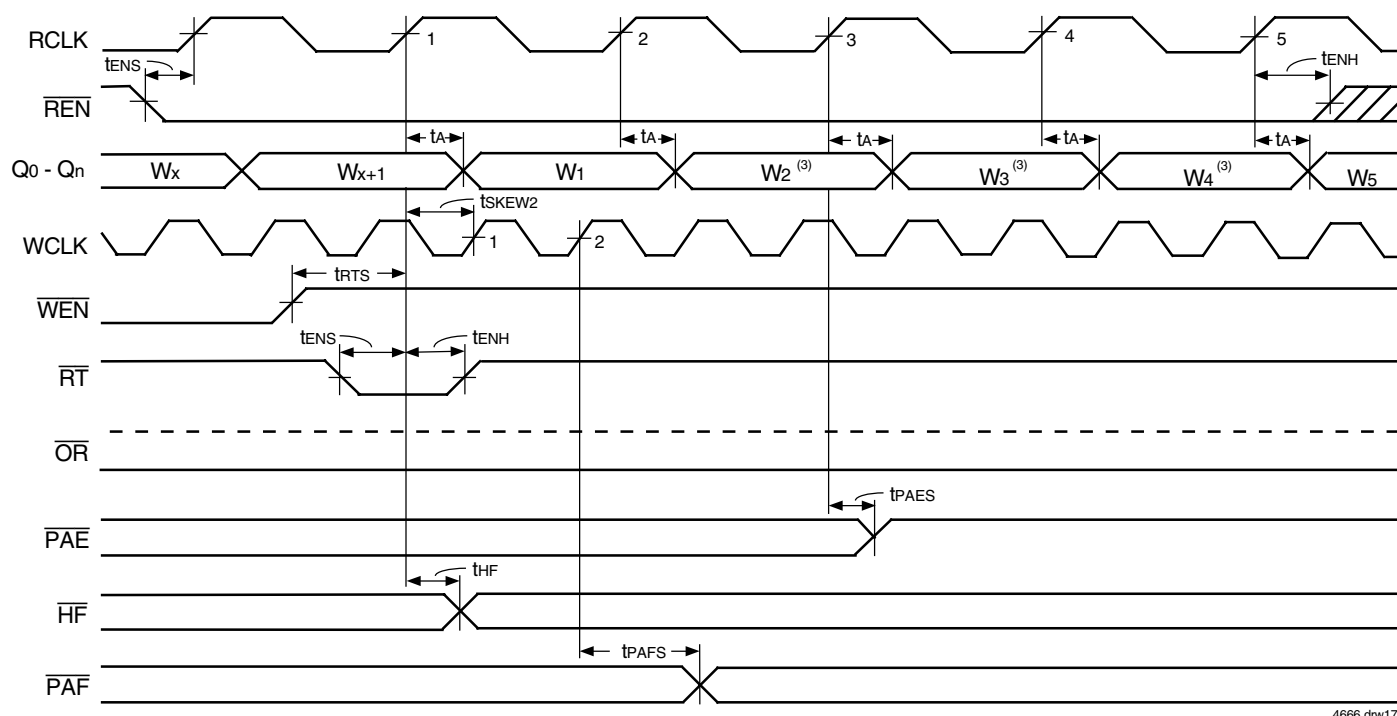 RCLK 1 2 3 4 5
tENS tENH
REN
tA tA tA tA tA
Q0 - Qn Wx Wx+1 W1 W2 (3) W3 (3) W4 (3) W5
tSKEW2
WCLK 1 2
tRTS
WEN
tENS tENH
RT
OR
tPAES
PAE
tHF
HF
tPAFS
PAF
4666 drw17